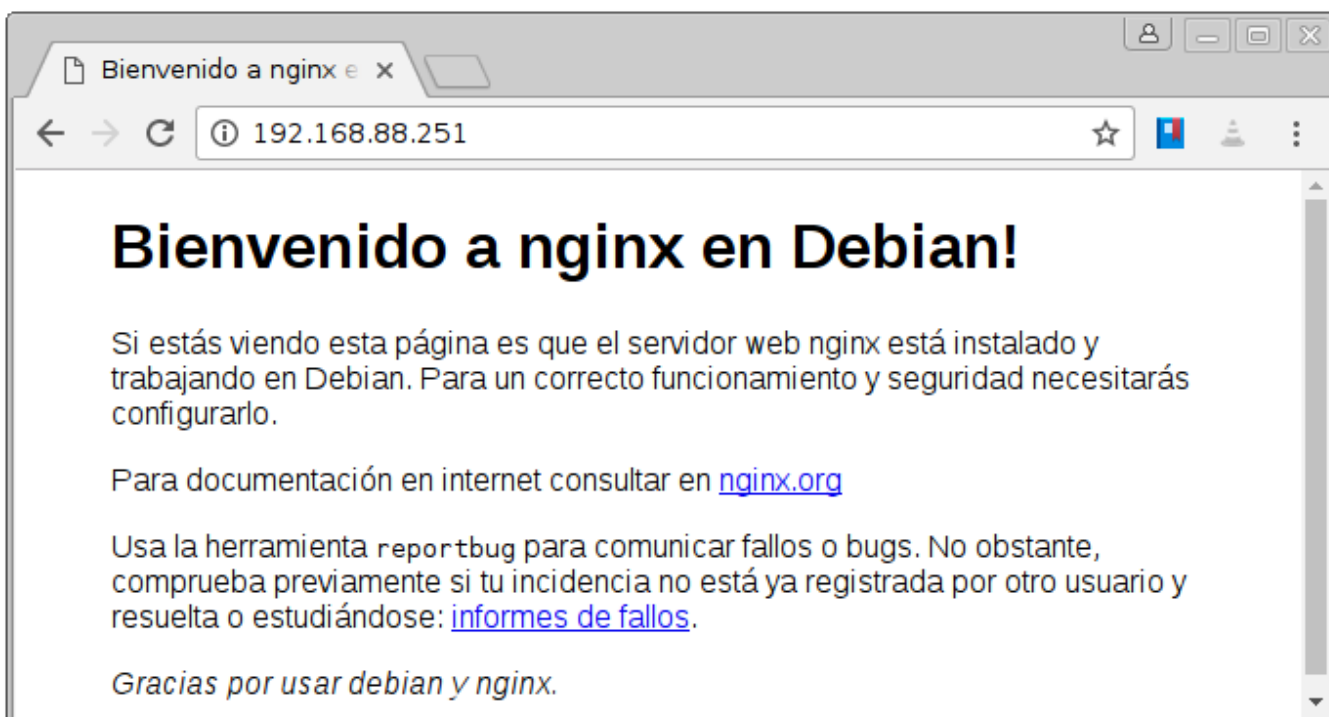 Bienvenido a nginx e
192.168.88.251
Bienvenido a nginx en Debian!
Si estás viendo esta página es que el servidor web nginx está instalado y
trabajando en Debian. Para un correcto funcionamiento y seguridad necesitarás
configurarlo.
Para documentación en internet consultar en nginx.org
Usa la herramienta reportbug para comunicar fallos o bugs. No obstante,
comprueba previamente si tu incidencia no está ya registrada por otro usuario y
resuelta o estudiándose: informes de fallos.
Gracias por usar debian y nginx.